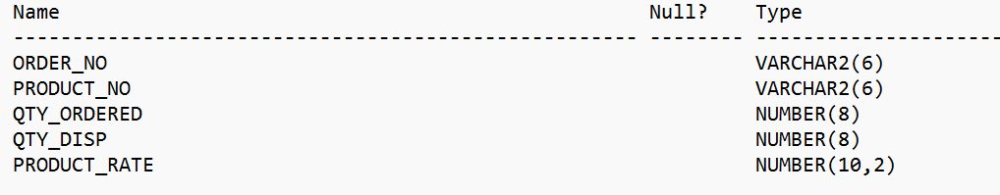 Name Null? Type
----------------------------------------------------- -------- ---------------------
ORDER_NO VARCHAR2(6)
PRODUCT_NO VARCHAR2(6)
QTY_ORDERED NUMBER(8)
QTY_DISP NUMBER(8)
PRODUCT_RATE NUMBER(10,2)